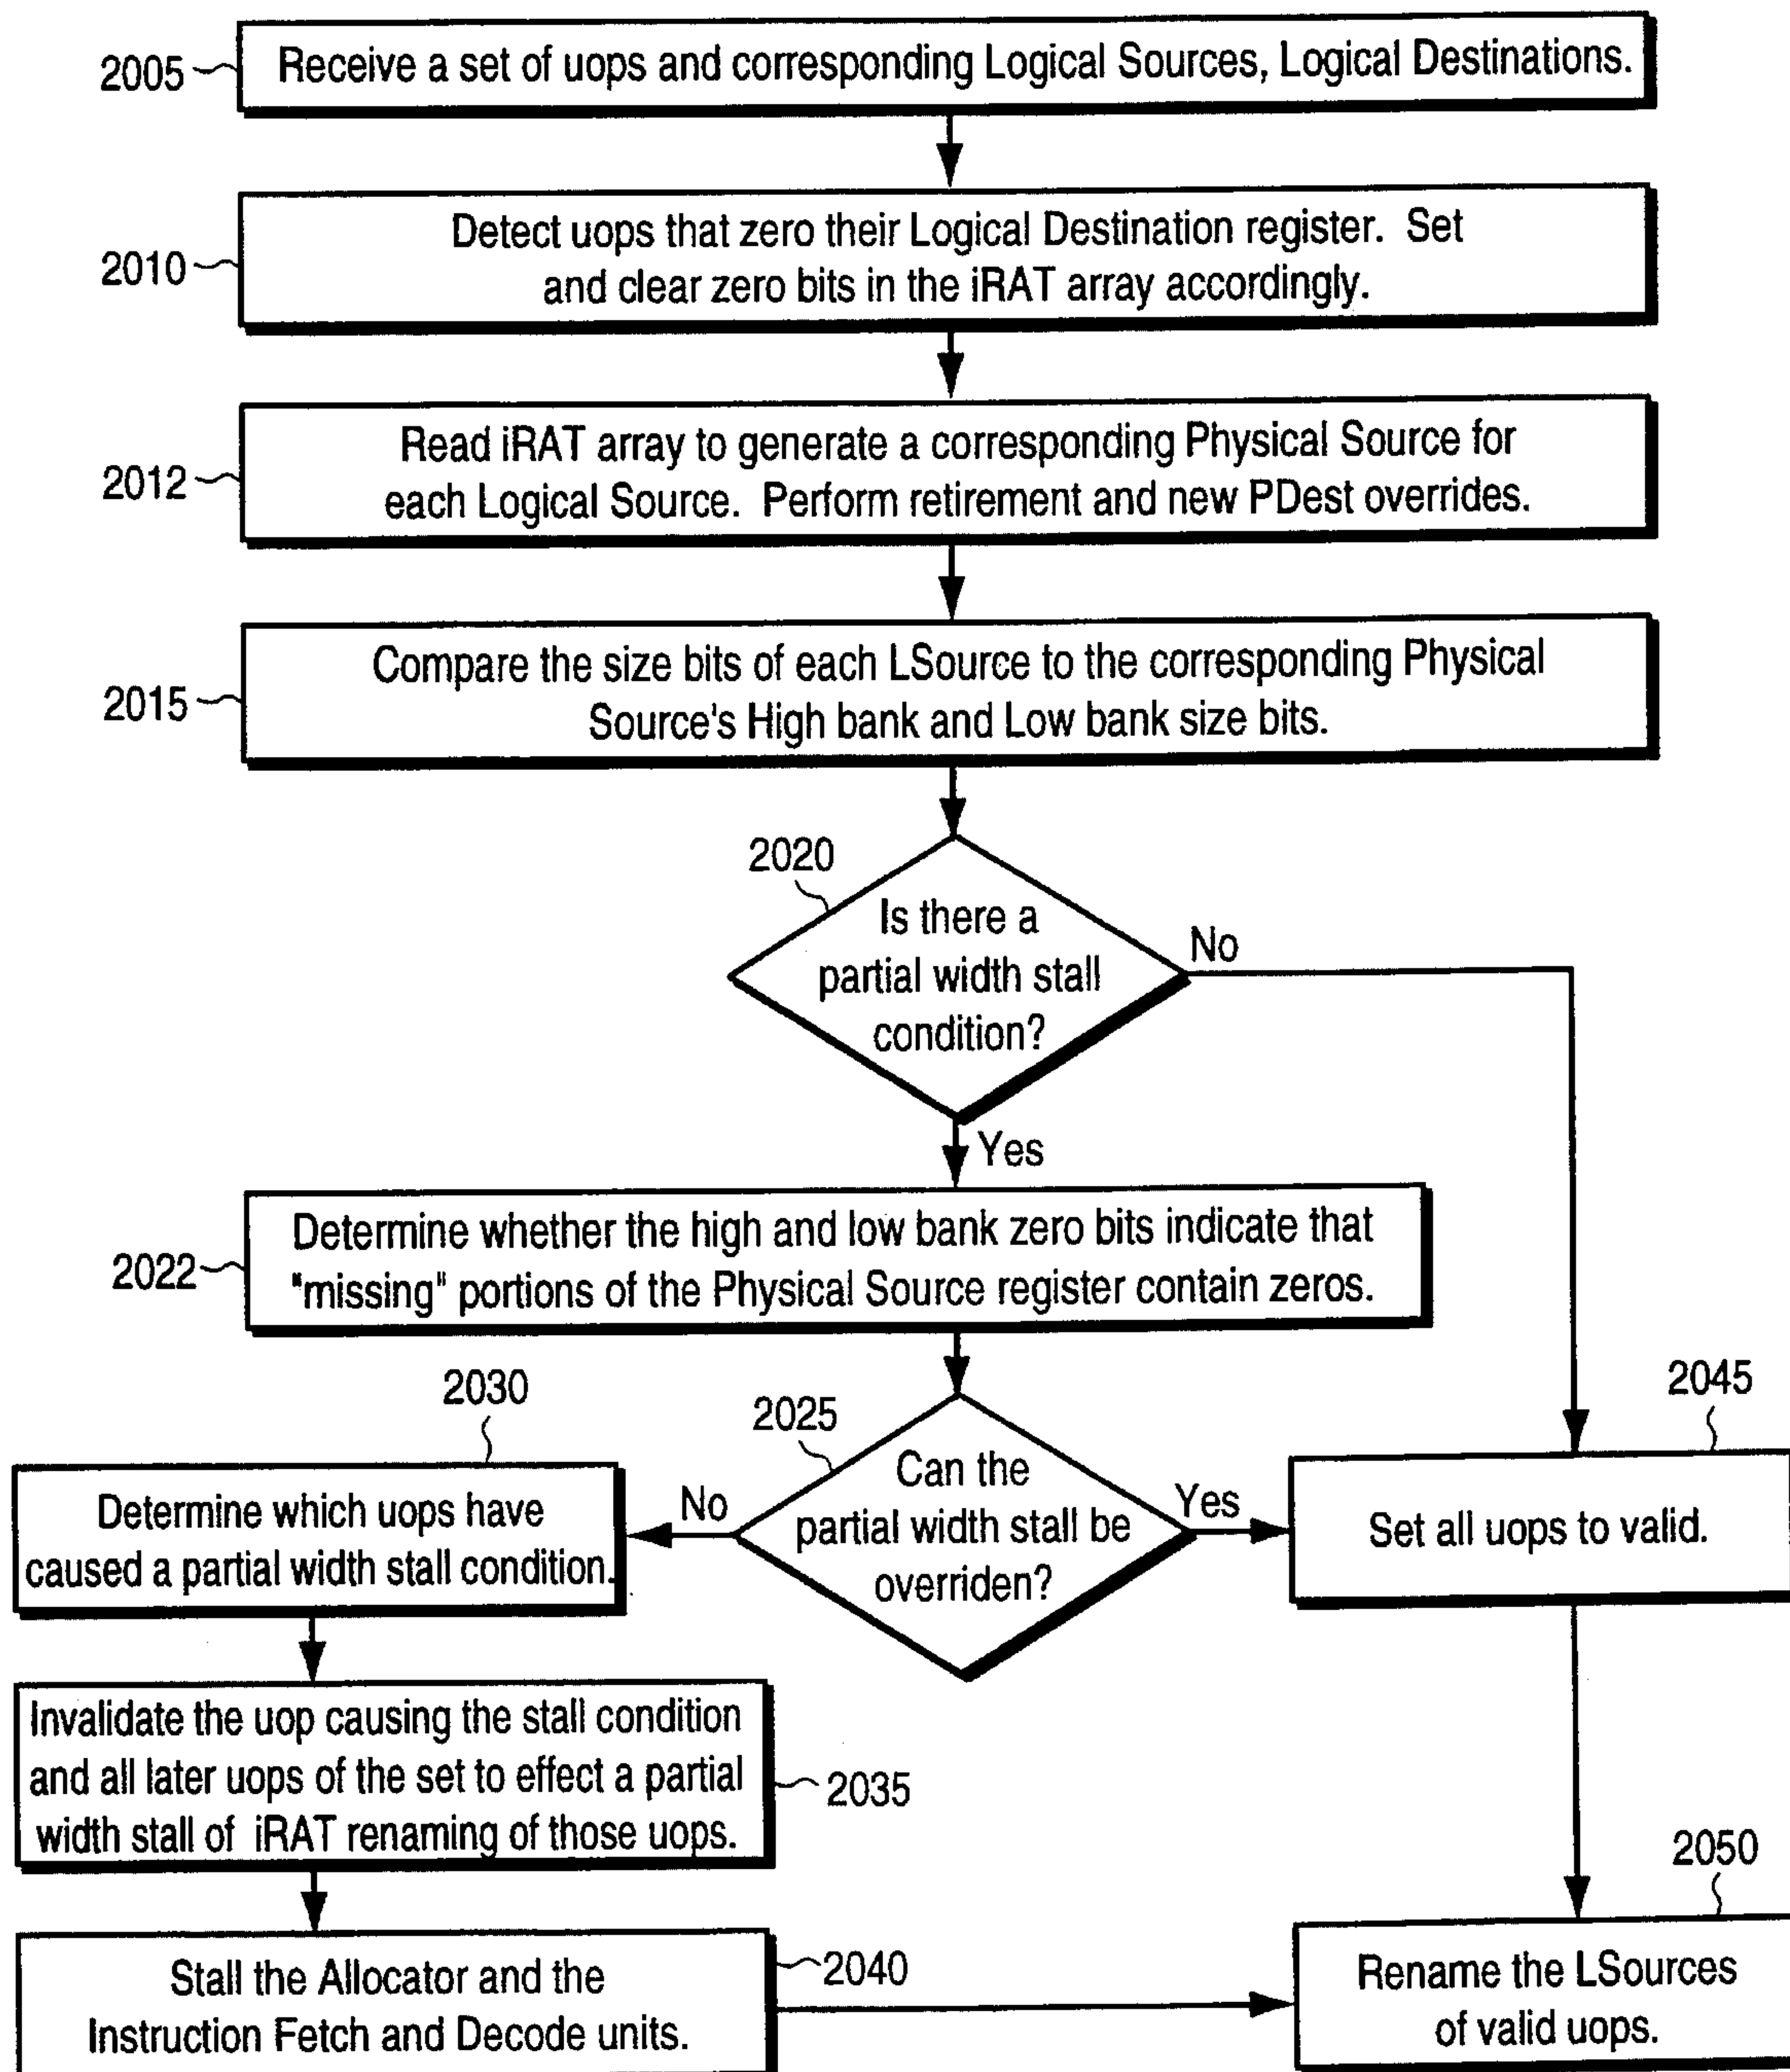 2005
Receive a set of uops and corresponding Logical Sources, Logical Destinations.
2010
Detect uops that zero their Logical Destination register. Set
and clear zero bits in the iRAT array accordingly.
2012
Read iRAT array to generate a corresponding Physical Source for
each Logical Source. Perform retirement and new PDest overrides.
2015
Compare the size bits of each LSource to the corresponding Physical
Source's High bank and Low bank size bits.
2020
Is there a
partial width stall
condition?
No
Yes
2022
Determine whether the high and low bank zero bits indicate that
"missing" portions of the Physical Source register contain zeros.
2025
Can the
partial width stall be
overriden?
No
Yes
2030
Determine which uops have
caused a partial width stall condition.
2045
Set all uops to valid.
Invalidate the uop causing the stall condition
and all later uops of the set to effect a partial
width stall of iRAT renaming of those uops.
2035
Stall the Allocator and the
Instruction Fetch and Decode units.
2040
2050
Rename the LSources
of valid uops.